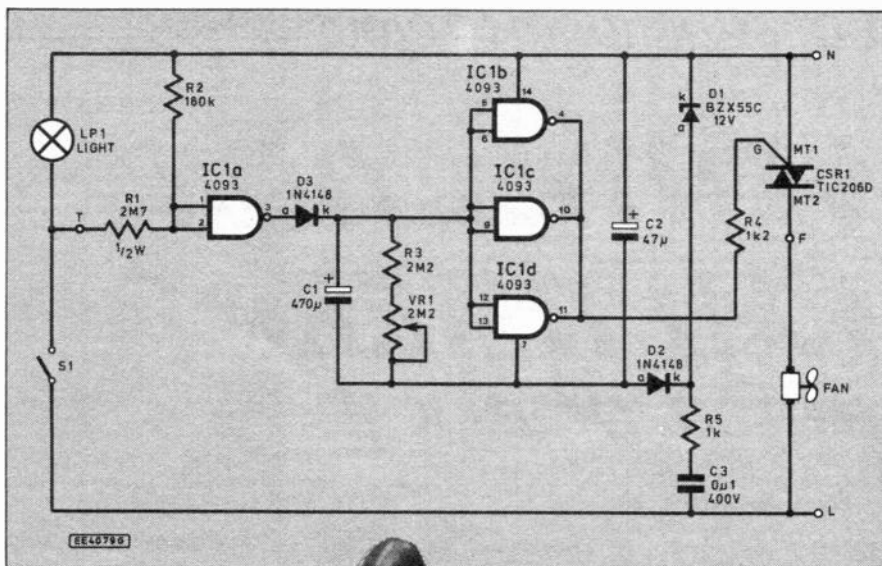 N
R2
180k
LP1
LIGHT
T
R1
2M7
1/2W
S1
IC1a
4093
1
2
3
D3
1N4148
a
k
+
C1
470µ
R3
2M2
VR1
2M2
IC1b
4093
14
5
6
4
IC1c
4093
9
10
IC1d
4093
12
13
11
7
+
C2
47µ
D2
1N4148
a
k
D1
BZX55C
12V
k
a
G
MT1
CSR1
TIC206D
MT2
R4
1k2
F
FAN
R5
1k
C3
0µ1
400V
L
EE4079G